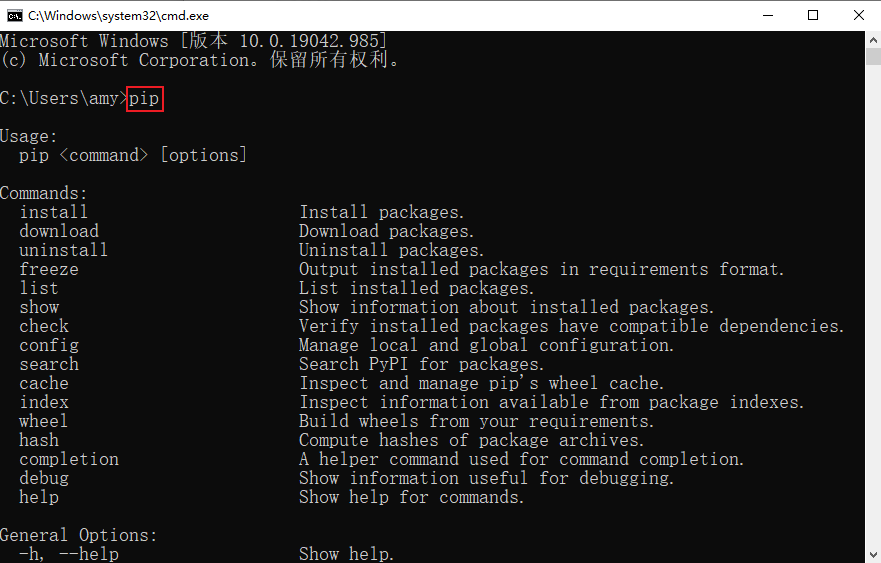 C:\Windows\system32\cmd.exe
Microsoft Windows [版本 10.0.19042.985]
(c) Microsoft Corporation。保留所有权利。
C:\Users\amy>pip
Usage:
pip <command> [options]
Commands:
install Install packages.
download Download packages.
uninstall Uninstall packages.
freeze Output installed packages in requirements format.
list List installed packages.
show Show information about installed packages.
check Verify installed packages have compatible dependencies.
config Manage local and global configuration.
search Search PyPI for packages.
cache Inspect and manage pip's wheel cache.
index Inspect information available from package indexes.
wheel Build wheels from your requirements.
hash Compute hashes of package archives.
completion A helper command used for command completion.
debug Show information useful for debugging.
help Show help for commands.
General Options:
-h, --help Show help.